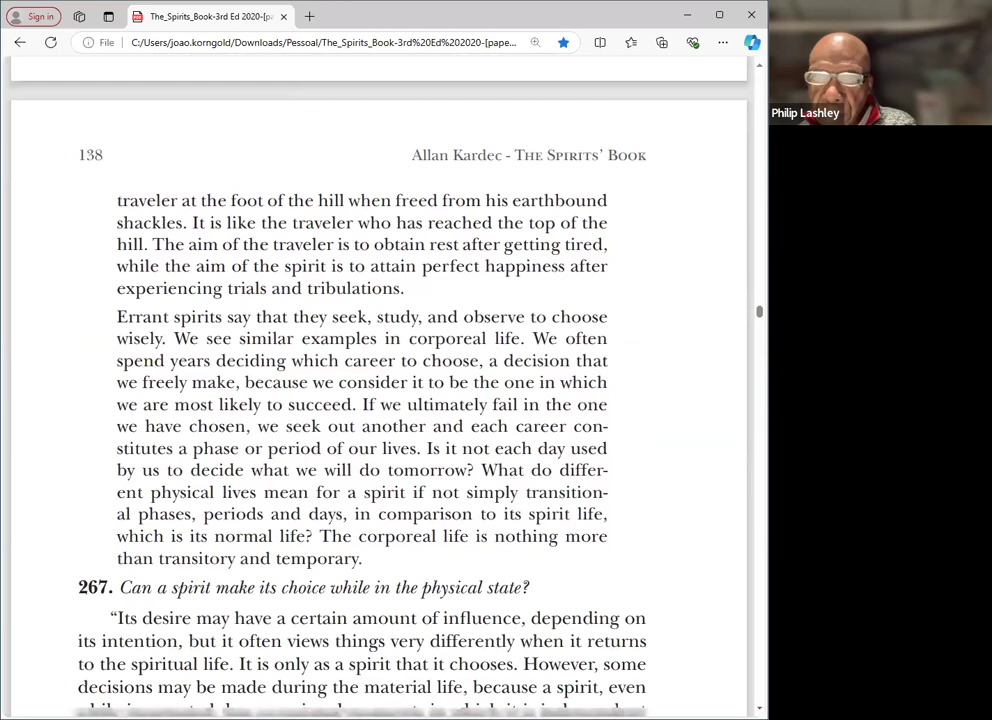 Sign in
The_Spirits_Book-3rd Ed 2020-[pa
File
C:/Users/joao.korngold/Downloads/Pessoal/The_Spirits_Book-3rd%20Ed%202020-[pape...
Philip Lashley
138
Allan Kardec - THE SPIRITS' BOOK
traveler at the foot of the hill when freed from his earthbound
shackles. It is like the traveler who has reached the top of the
hill. The aim of the traveler is to obtain rest after getting tired,
while the aim of the spirit is to attain perfect happiness after
experiencing trials and tribulations.
Errant spirits say that they seek, study, and observe to choose
wisely. We see similar examples in corporeal life. We often
spend years deciding which career to choose, a decision that
we freely make, because we consider it to be the one in which
we are most likely to succeed. If we ultimately fail in the one
we have chosen, we seek out another and each career con-
stitutes a phase or period of our lives. Is it not each day used
by us to decide what we will do tomorrow? What do differ-
ent physical lives mean for a spirit if not simply transition-
al phases, periods and days, in comparison to its spirit life,
which is its normal life? The corporeal life is nothing more
than transitory and temporary.
267. Can a spirit make its choice while in the physical state?
“Its desire may have a certain amount of influence, depending on
its intention, but it often views things very differently when it returns
to the spiritual life. It is only as a spirit that it chooses. However, some
decisions may be made during the material life, because a spirit, even